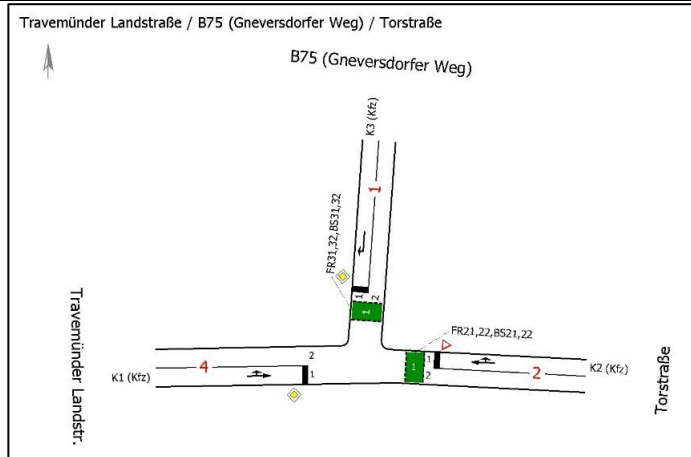 Travemünder Landstraße / B75 (Gneversdorfer Weg) / Torstraße
B75 (Gneversdorfer Weg)
K3 (Kfz)
1
FR31,32,BS31,32
1 2
1
FR21,22,BS21,22
Travemünder Landstr.
K1 (Kfz)
4
2
1
1
1
2
2
K2 (Kfz)
Torstraße